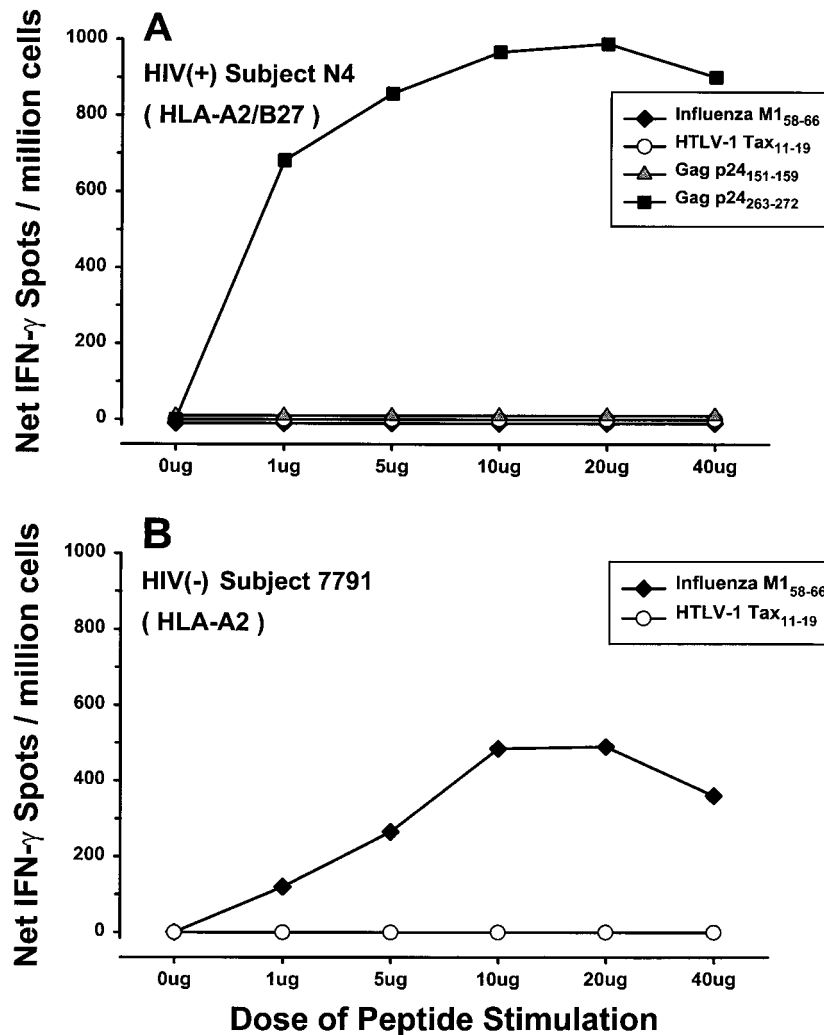 A
HIV(+) Subject N4
( HLA-A2/B27 )
Net IFN-γ Spots / million cells
1000
800
600
400
200
0
0ug 1ug 5ug 10ug 20ug 40ug
Influenza M1₅₈₋₆₆
HTLV-1 Tax₁₁₋₁₉
Gag p24₁₅₁₋₁₅₉
Gag p24₂₆₃₋₂₇₂
B
HIV(-) Subject 7791
( HLA-A2 )
Net IFN-γ Spots / million cells
1000
800
600
400
200
0
0ug 1ug 5ug 10ug 20ug 40ug
Influenza M1₅₈₋₆₆
HTLV-1 Tax₁₁₋₁₉
Dose of Peptide Stimulation